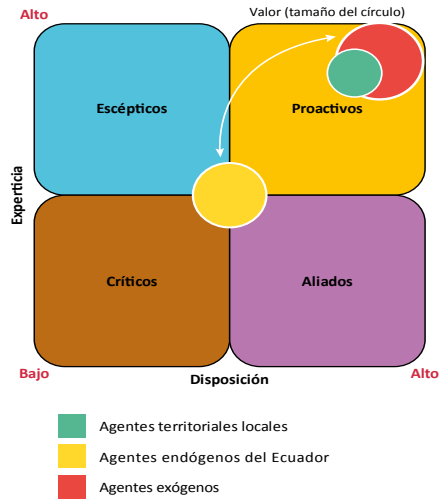 Alto
Valor (tamaño del círculo)
Escépticos
Proactivos
Experticia
Críticos
Aliados
Bajo
Disposición
Alto
Agentes territoriales locales
Agentes endógenos del Ecuador
Agentes exógenos